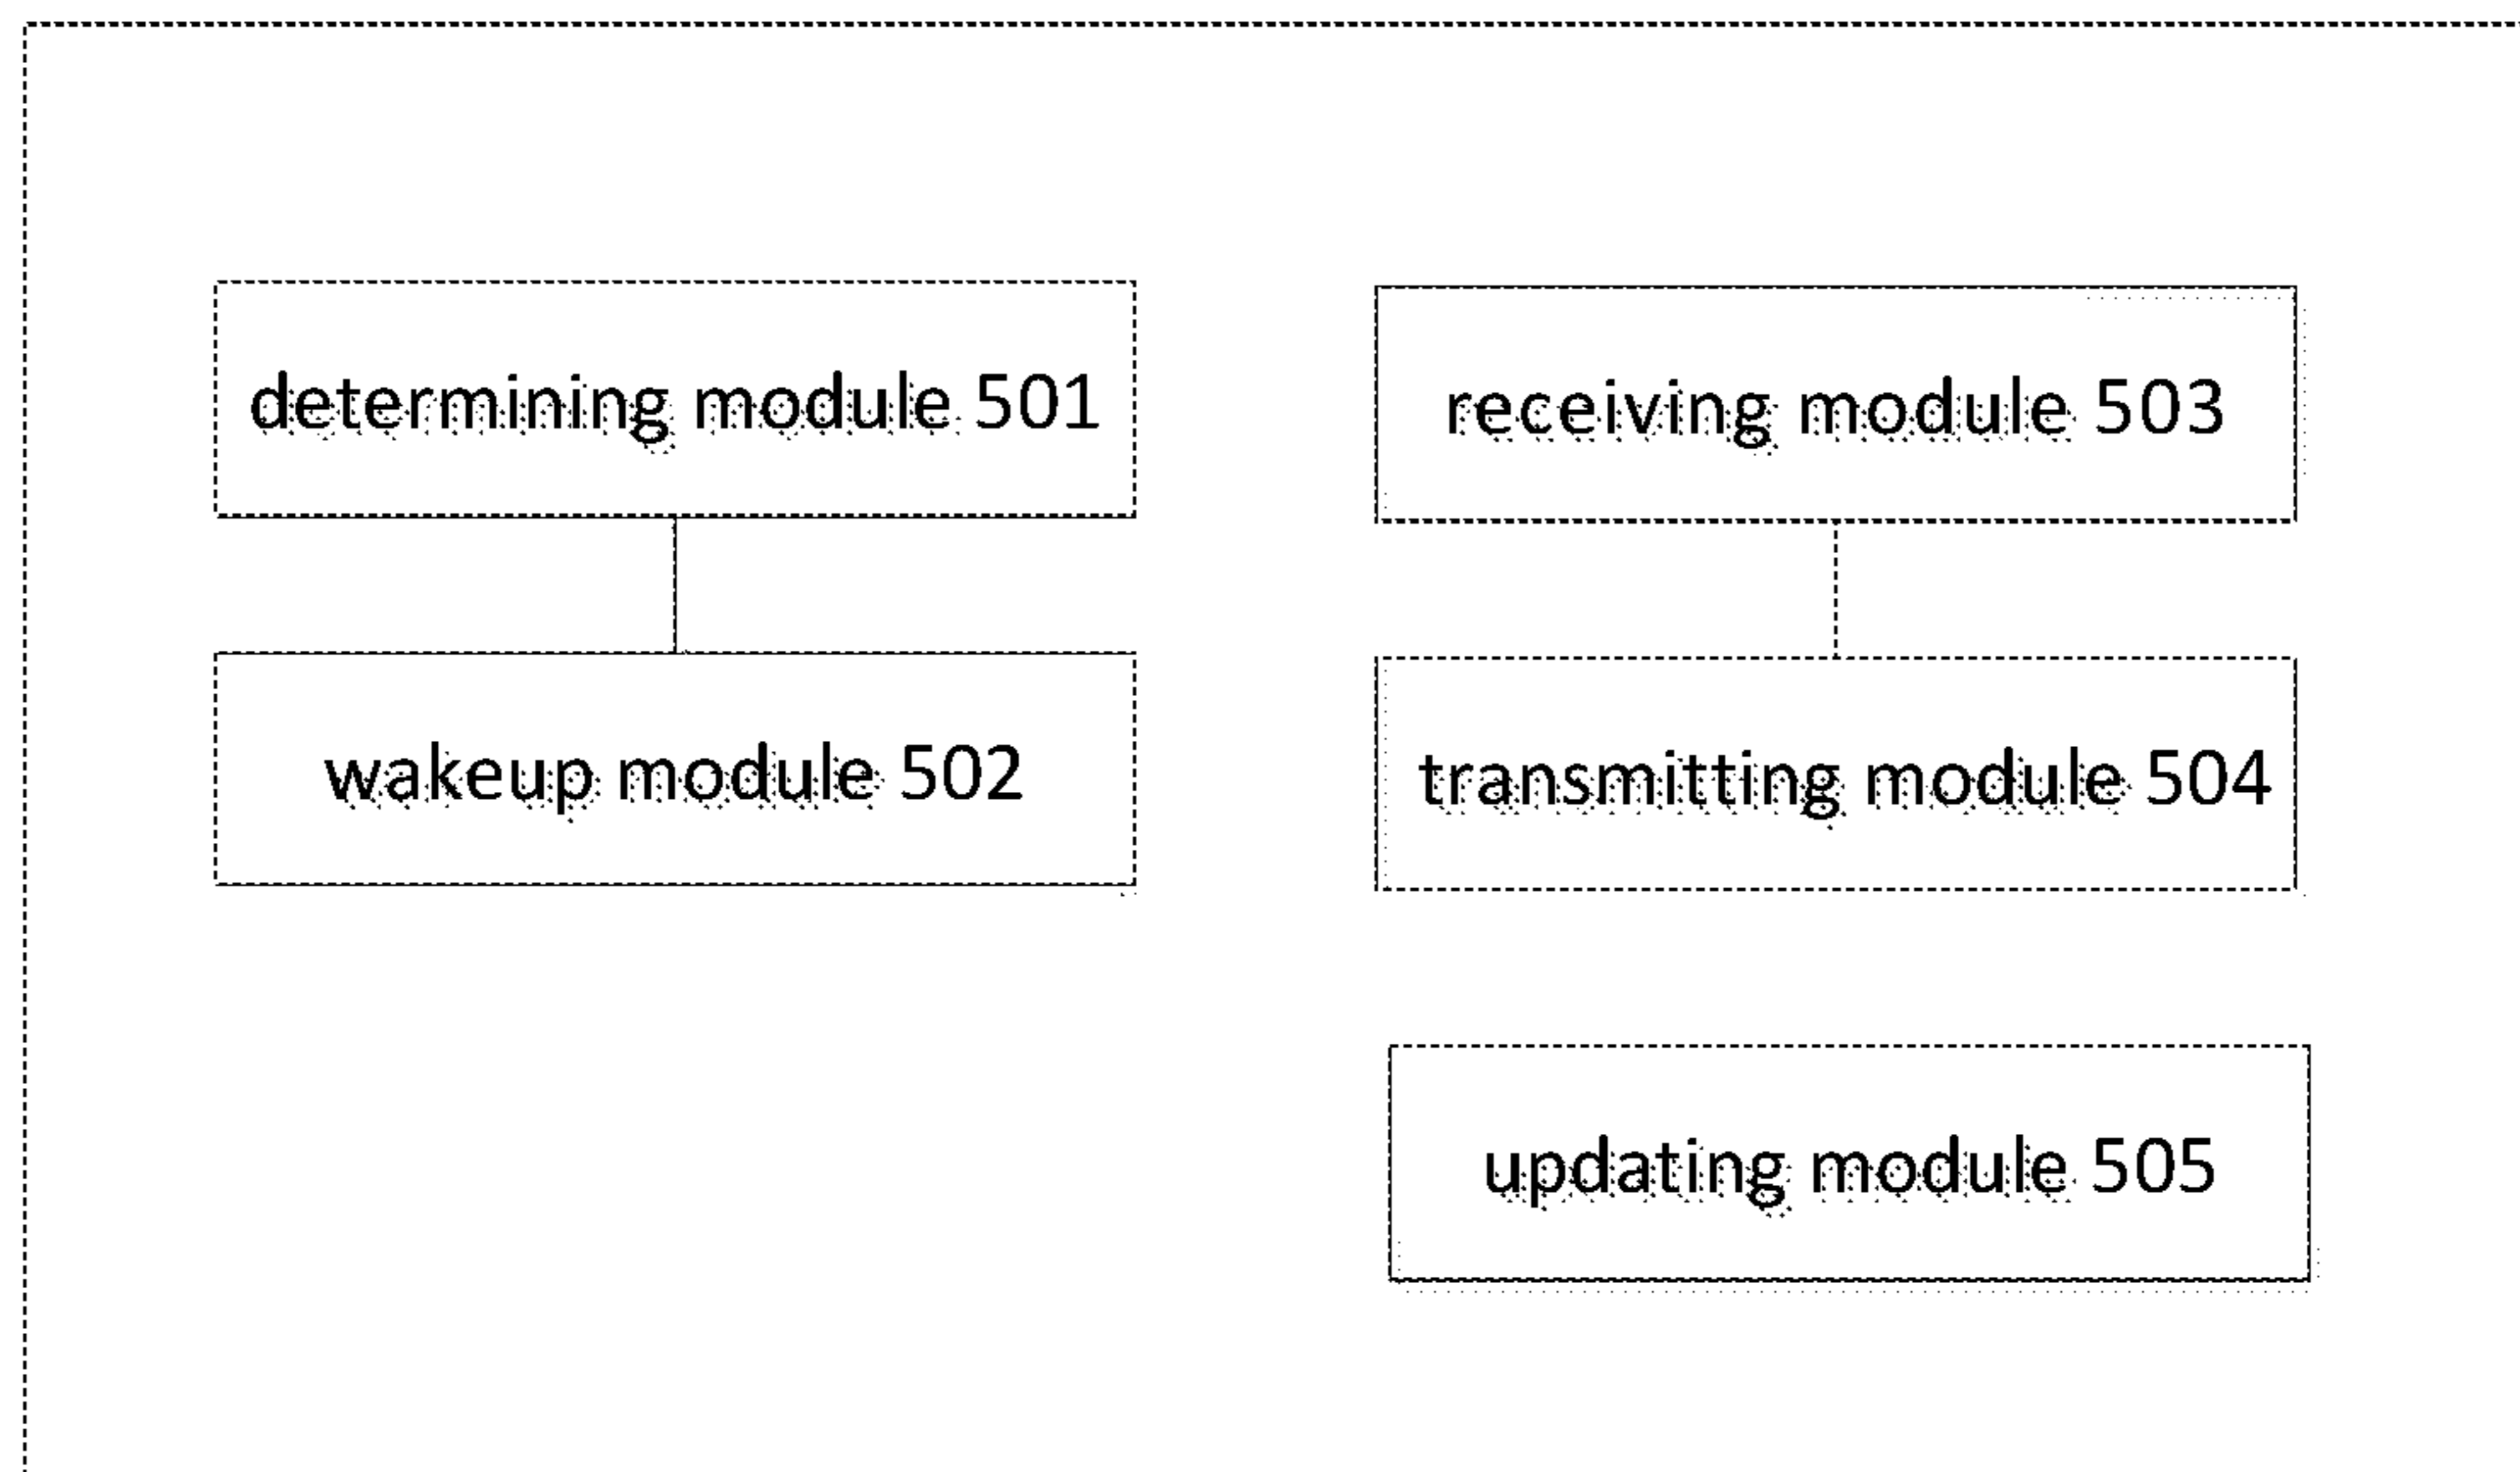 determining module 501
wakeup module 502
receiving module 503
transmitting module 504
updating module 505